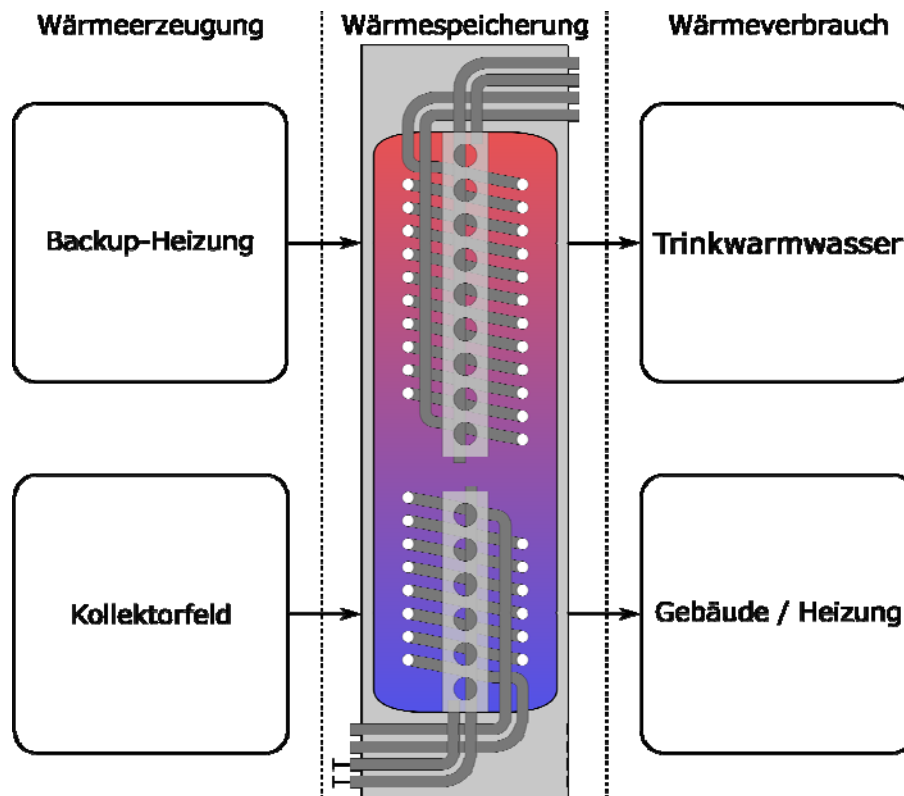 Wärmeerzeugung
Wärmespeicherung
Wärmeverbrauch
Backup-Heizung
Trinkwarmwasser
Kollektorfeld
Gebäude / Heizung